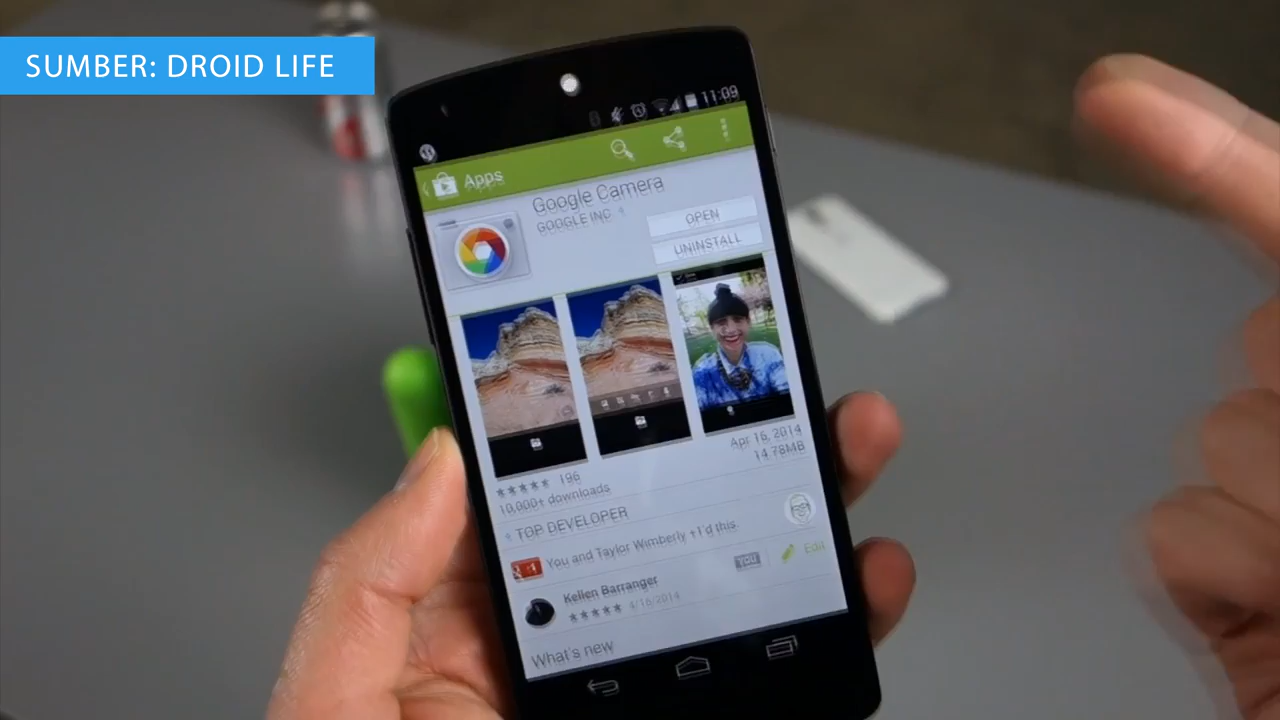 SUMBER: DROID LIFE
11:09
Apps
Google Camera
GOOGLE INC
OPEN
UNINSTALL
196
10,000+ downloads
Apr 16, 2014
14.78MB
TOP DEVELOPER
You and Taylor Wimberly +1'd this.
Kellen Barranger
4/16/2014
YOU
Edit
What's new